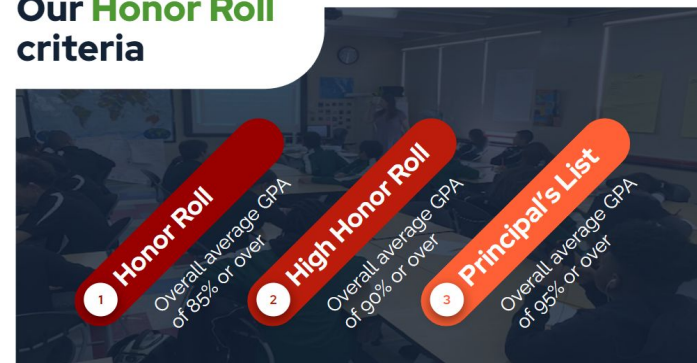 Our Honor Roll
criteria
1 Honor Roll
Overall average GPA
of 85% or over
2 High Honor Roll
Overall average GPA
of 90% or over
3 Principal's List
Overall average GPA
of 95% or over